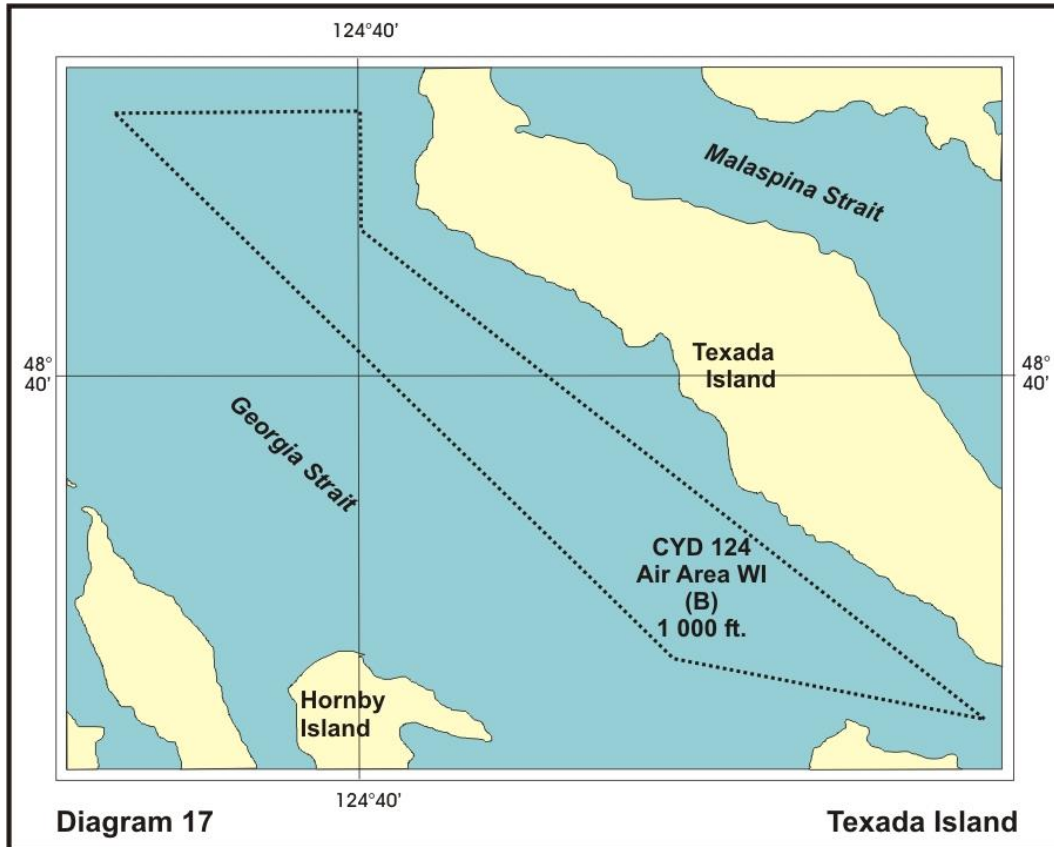 124°40'
Malaspina Strait
48°
40'
Texada
Island
48°
40'
Georgia Strait
CYD 124
Air Area WI
(B)
1 000 ft.
Hornby
Island
124°40'
Diagram 17
Texada Island